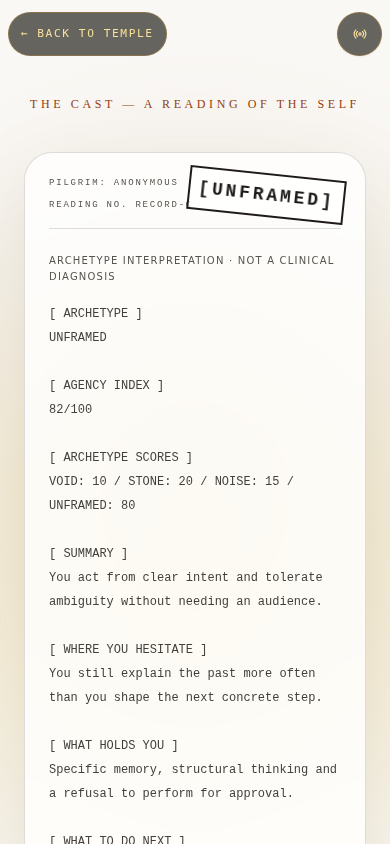 ← BACK TO TEMPLE
THE CAST — A READING OF THE SELF
PILGRIM: ANONYMOUS
[UNFRAMED]
READING NO. RECORD-
ARCHETYPE INTERPRETATION · NOT A CLINICAL
DIAGNOSIS
[ ARCHETYPE ]
UNFRAMED
[ AGENCY INDEX ]
82/100
[ ARCHETYPE SCORES ]
VOID: 10 / STONE: 20 / NOISE: 15 /
UNFRAMED: 80
[ SUMMARY ]
You act from clear intent and tolerate
ambiguity without needing an audience.
[ WHERE YOU HESITATE ]
You still explain the past more often
than you shape the next concrete step.
[ WHAT HOLDS YOU ]
Specific memory, structural thinking and
a refusal to perform for approval.
[ WHAT TO DO NEXT ]